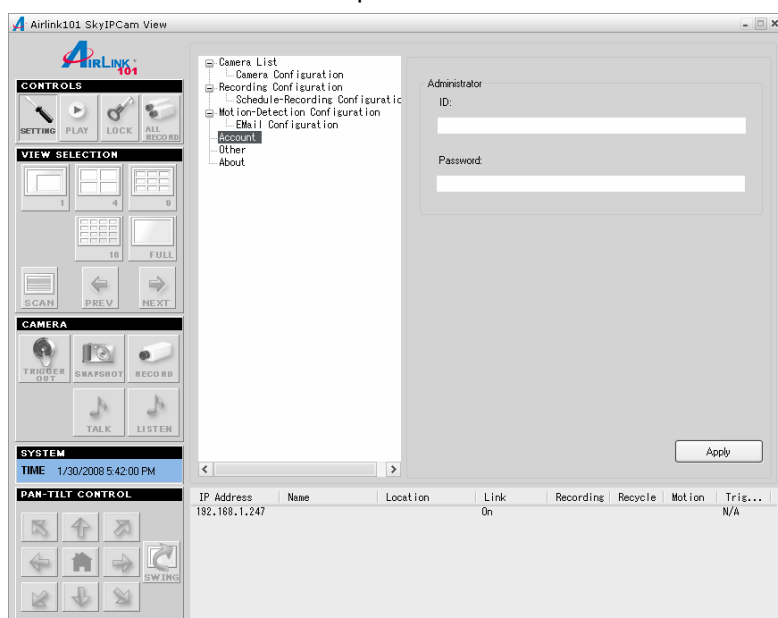 Airlink101 SkyIPCam View
AIRLINK
101
CONTROLS
SETTING PLAY LOCK ALL RECORD
VIEW SELECTION
1 4 9
10 FULL
SCAN PREV NEXT
CAMERA
TRIGGER OUT SNAPSHOT RECORD
TALK LISTEN
SYSTEM
TIME 1/30/2008 5:42:00 PM
PAN-TILT CONTROL
SWING
Camera List
Camera Configuration
Recording Configuration
Schedule-Recording Configuratic
Motion-Detection Configuration
EMail Configuration
Account
Other
About
Administrator
ID:
Password:
Apply
IP Address Name Location Link Recording Recycle Motion Trig...
192.168.1.247 On N/A